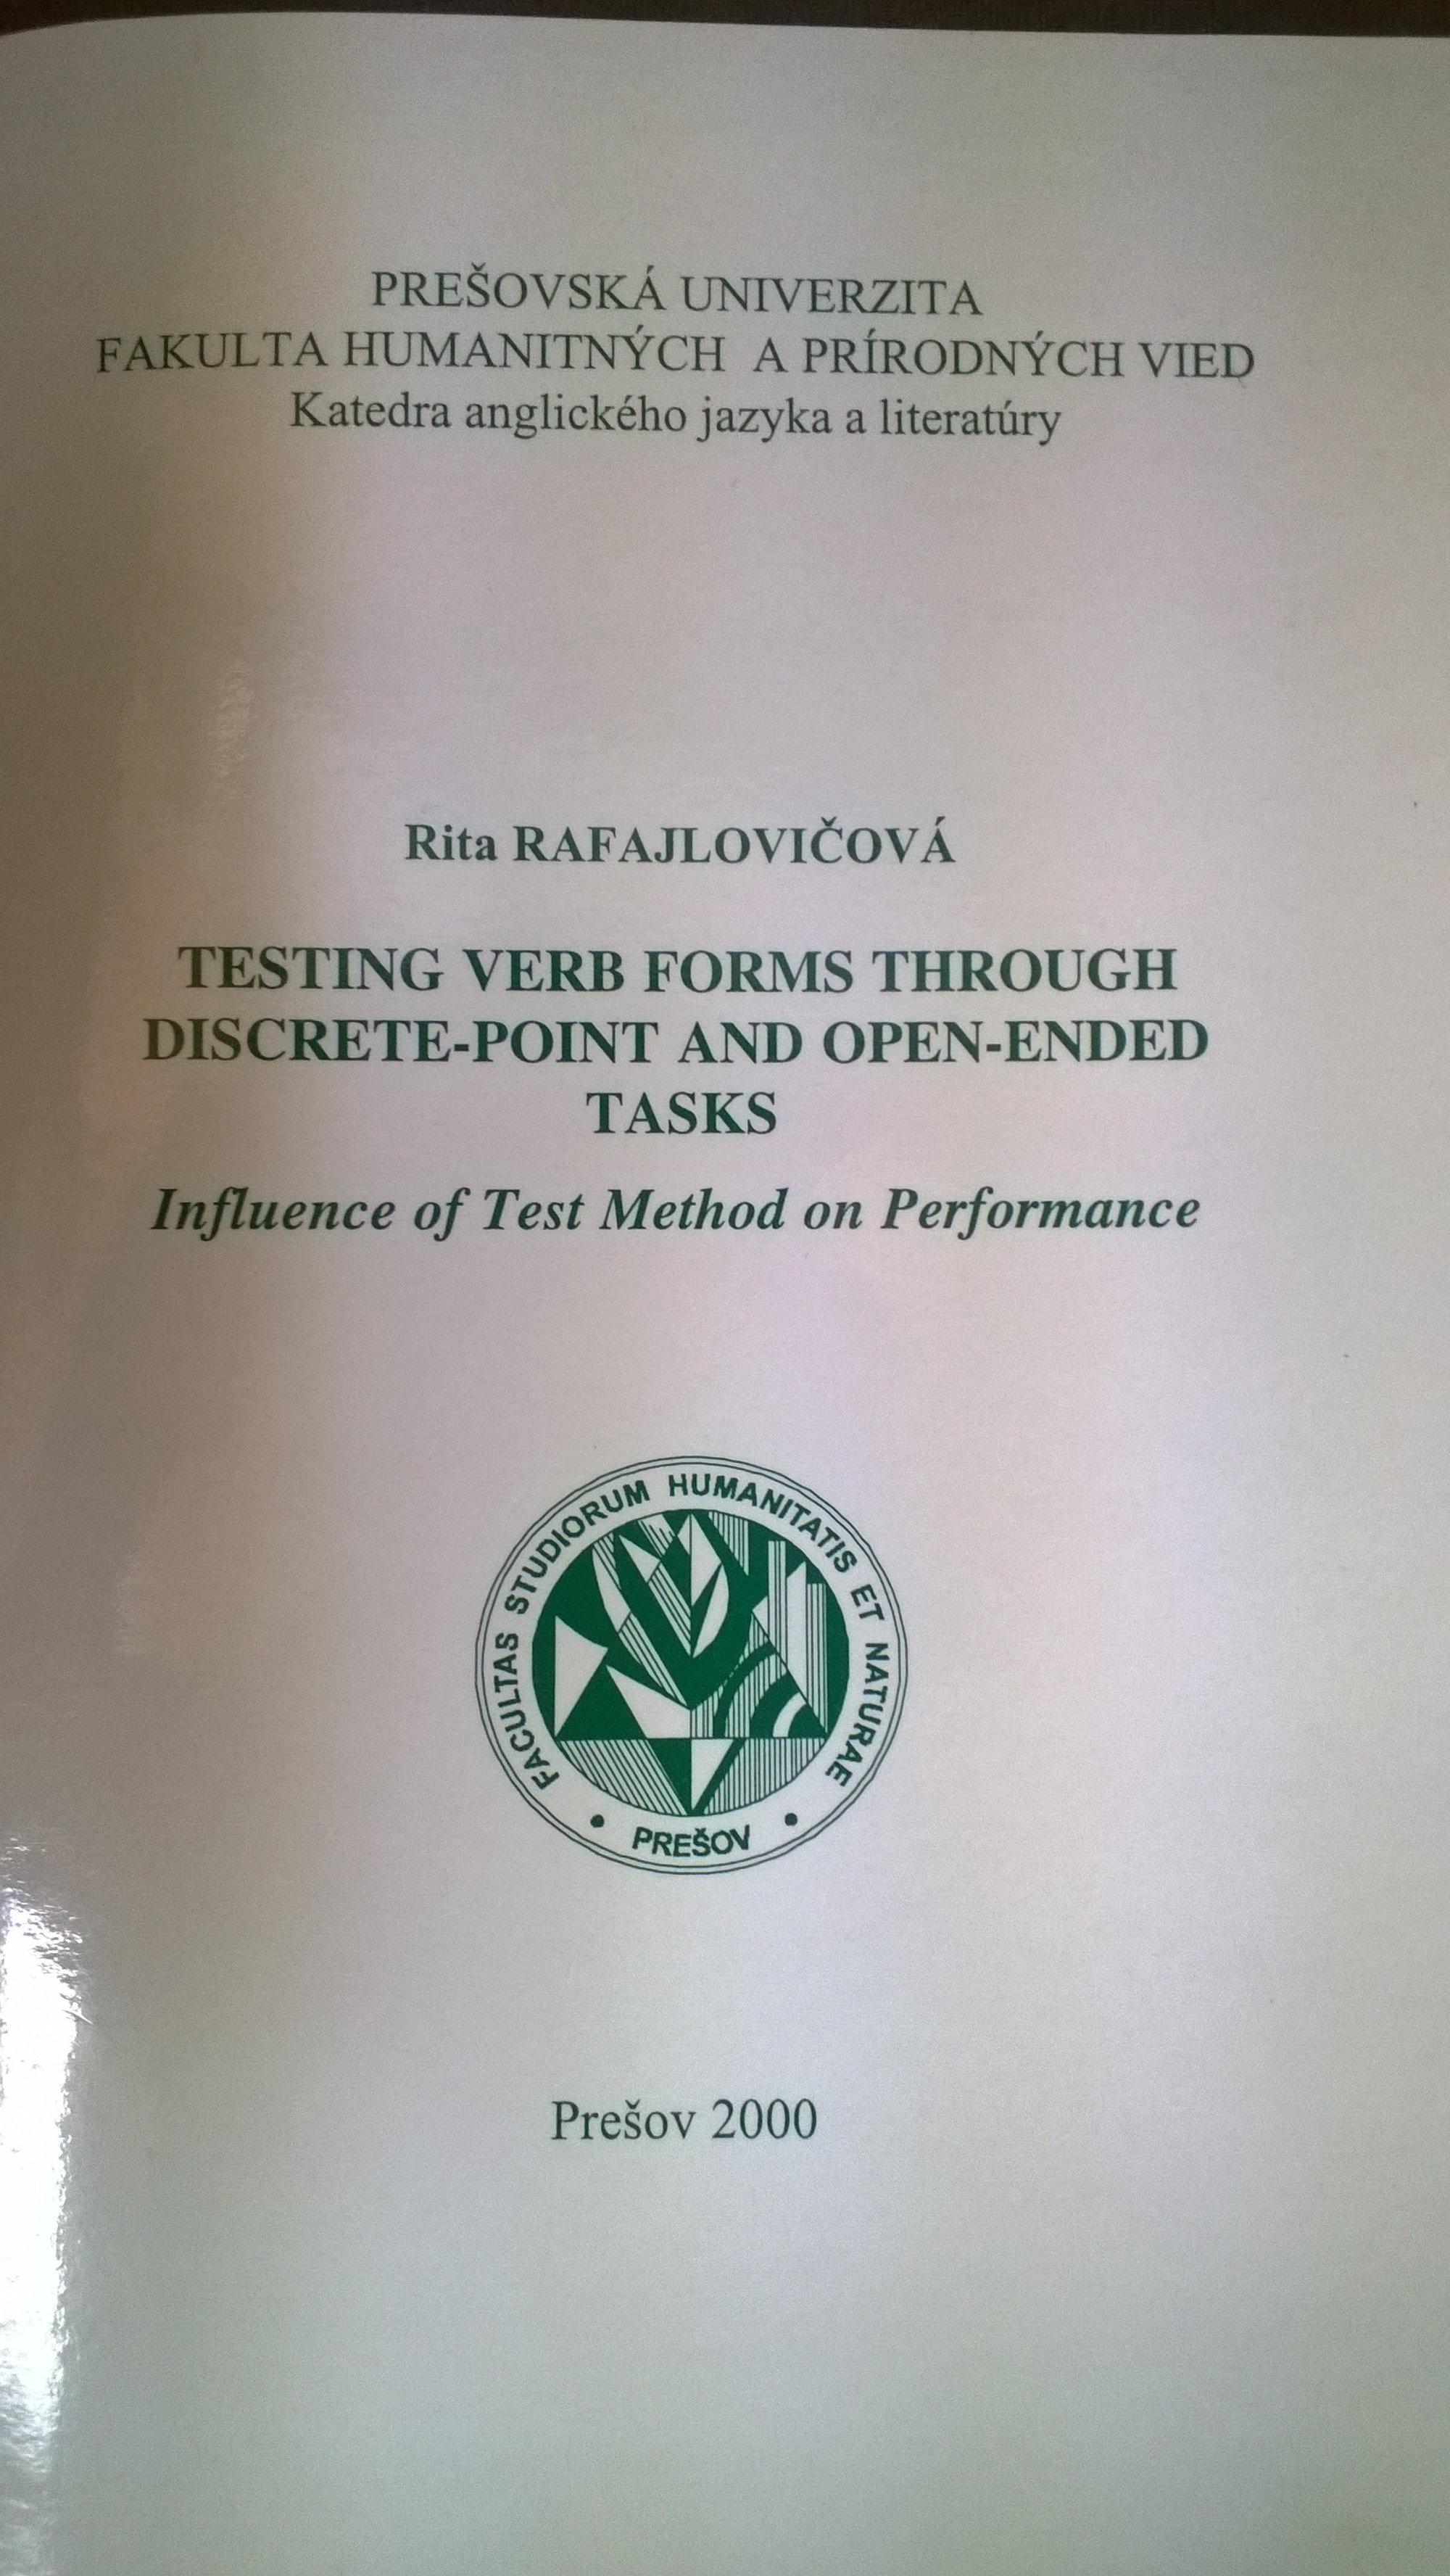 PREŠOVSKÁ UNIVERZITA
FAKULTA HUMANITNÝCH A PRÍRODNÝCH VIED
Katedra anglického jazyka a literatúry
Rita RAFAJLOVIČOVÁ
TESTING VERB FORMS THROUGH
DISCRETE-POINT AND OPEN-ENDED
TASKS
Influence of Test Method on Performance
FACULTAS STUDIORUM HUMANITATIS ET NATURAE
• PREŠOV •
Prešov 2000